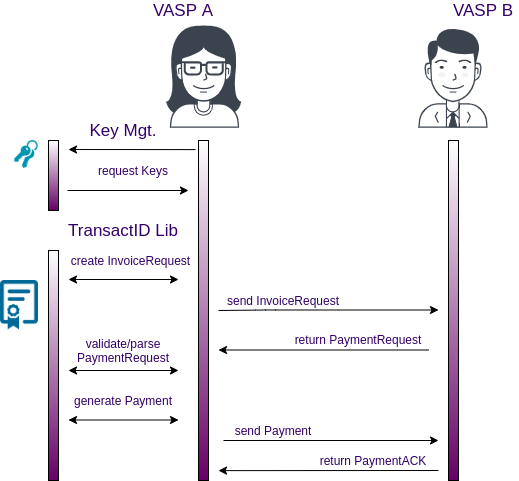 VASP A
VASP B
Key Mgt.
request Keys
TransactID Lib
create InvoiceRequest
send InvoiceRequest
return PaymentRequest
validate/parse
PaymentRequest
generate Payment
send Payment
return PaymentACK